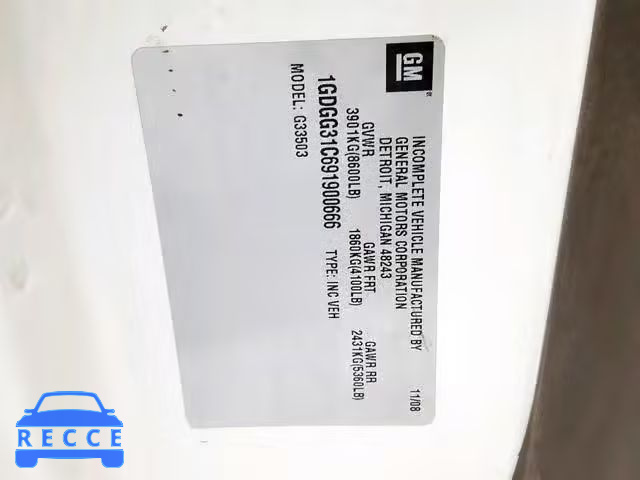 GM
INCOMPLETE VEHICLE MANUFACTURED BY
GENERAL MOTORS CORPORATION
DETROIT, MICHIGAN 48243
11/08
GVWR GAWR FRT GAWR RR
3901KG(8600LB) 1860KG(4100LB) 2431KG(5360LB)
1GDGG31C691900666 TYPE: INC VEH
MODEL: G33503
RECCE